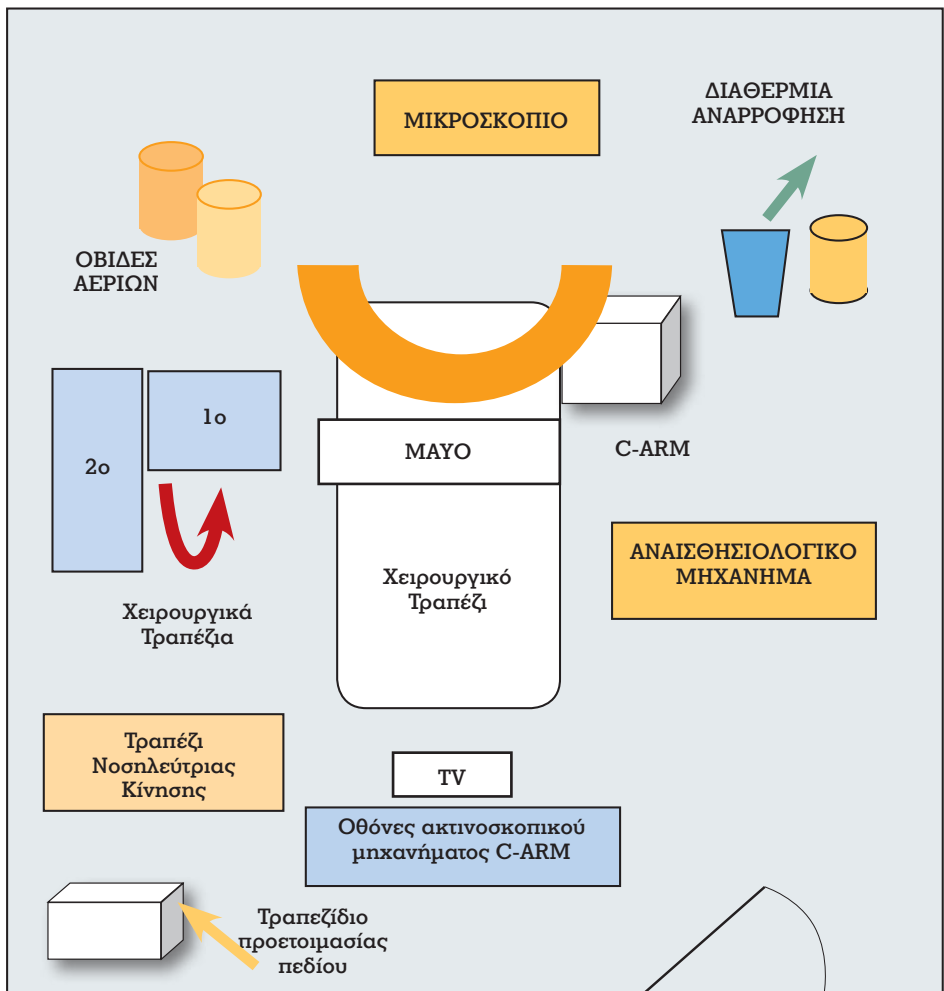 ΜΙΚΡΟΣΚΟΠΙΟ
ΔΙΑΘΕΡΜΙΑ
ΑΝΑΡΡΟΦΗΣΗ
ΟΒΙΔΕΣ
ΑΕΡΙΩΝ
1ο
2ο
ΜΑΥΟ
C-ARM
ΑΝΑΙΣΘΗΣΙΟΛΟΓΙΚΟ
ΜΗΧΑΝΗΜΑ
Χειρουργικό
Τραπέζι
Χειρουργικά
Τραπέζια
Τραπέζι
Νοσηλεύτριας
Κίνησης
TV
Οθόνες ακτινοσκοπικού
μηχανήματος C-ARM
Τραπεζίδιο
προετοιμασίας
πεδίου